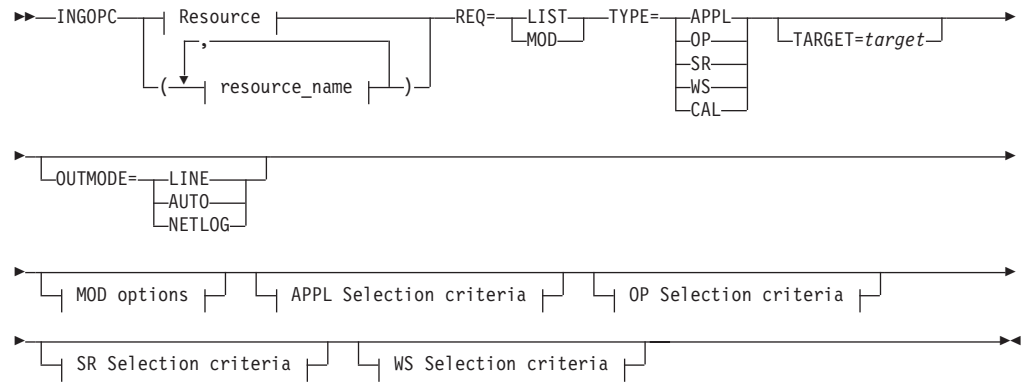 INGOPC Resource REQ= LIST TYPE= APPL
, MOD OP TARGET=target
( resource_name ) SR
WS
CAL
OUTMODE= LINE
AUTO
NETLOG
MOD options APPL Selection criteria OP Selection criteria
SR Selection criteria WS Selection criteria